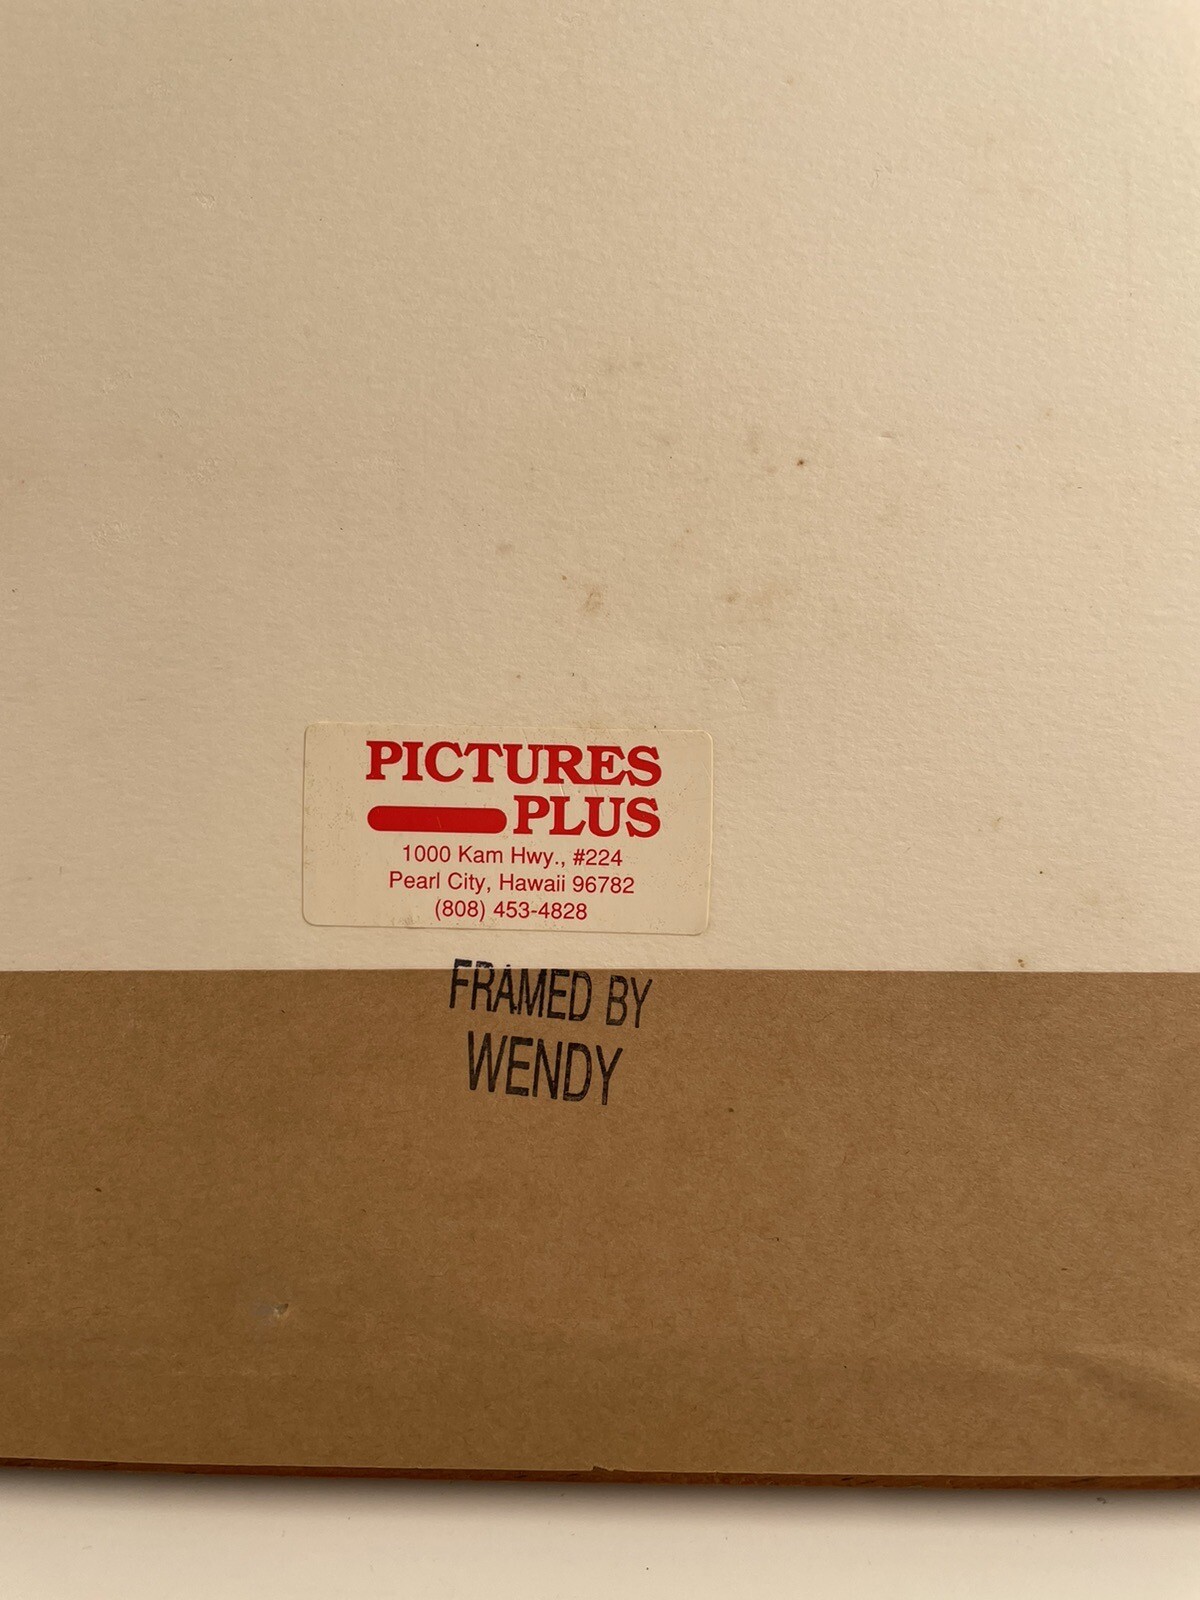 PICTURES
PLUS
1000 Kam Hwy., #224
Pearl City, Hawaii 96782
(808) 453-4828
FRAMED BY
WENDY